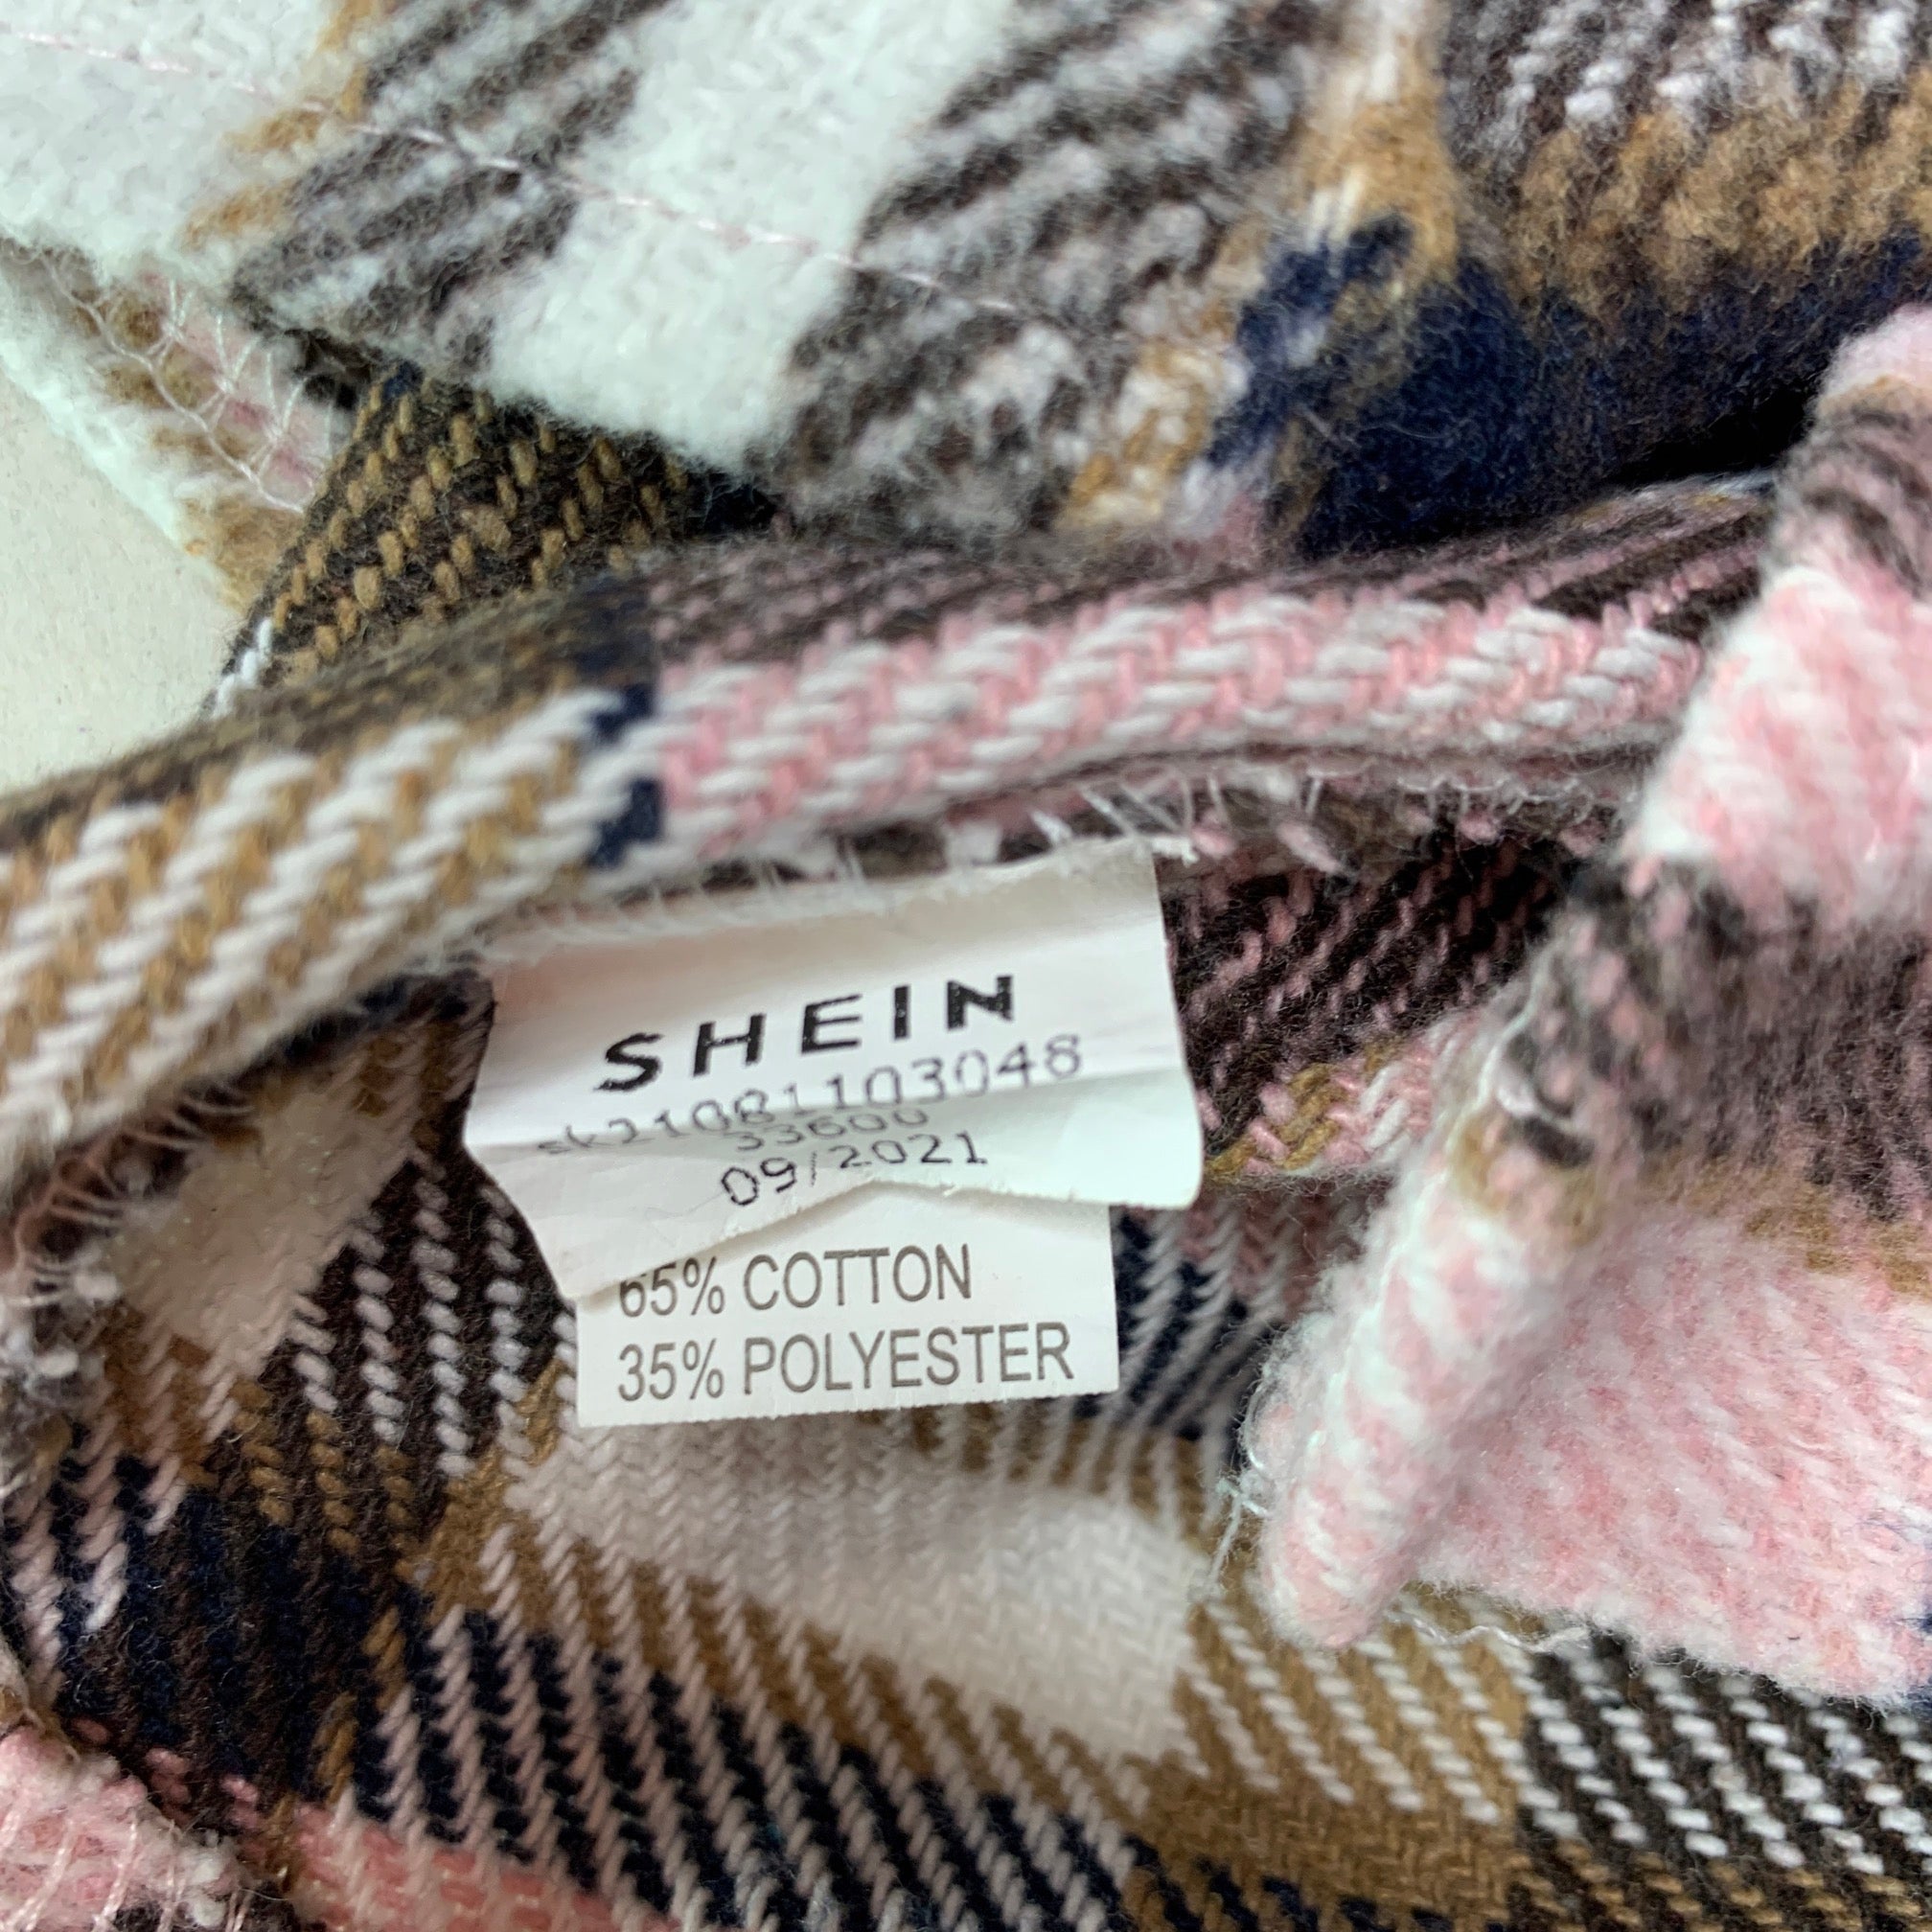 SHEIN
sk21081103048
33600
09/2021
65% COTTON
35% POLYESTER